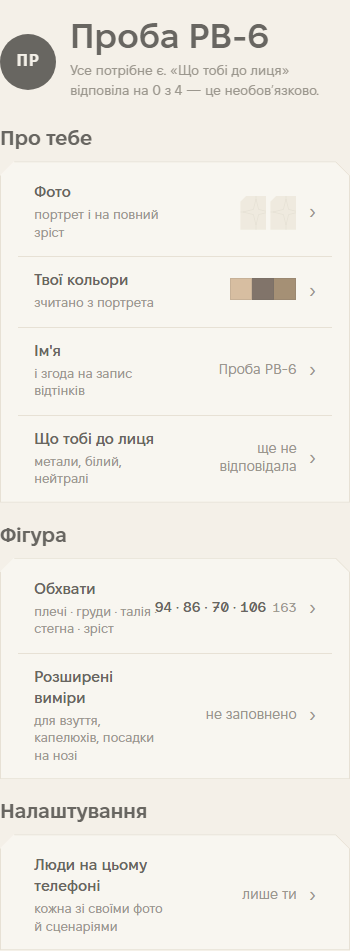 ПР
Проба РВ-6
Усе потрібне є. «Що тобі до лиця»
відповіла на 0 з 4 — це необов'язково.
Про тебе
Фото
портрет і на повний
зріст
Твої кольори
зчитано з портрета
Ім'я
і згода на запис
відтінків
Проба РВ-6
Що тобі до лиця
метали, білий,
нейтралі
ще не
відповідала
Фігура
Обхвати
плечі · груди · талія ·
стегна · зріст
94 · 86 · 70 · 106 163
Розширені
виміри
для взуття,
капелюхів, посадки
на нозі
не заповнено
Налаштування
Люди на цьому
телефоні
кожна зі своїми фото
й сценаріями
лише ти